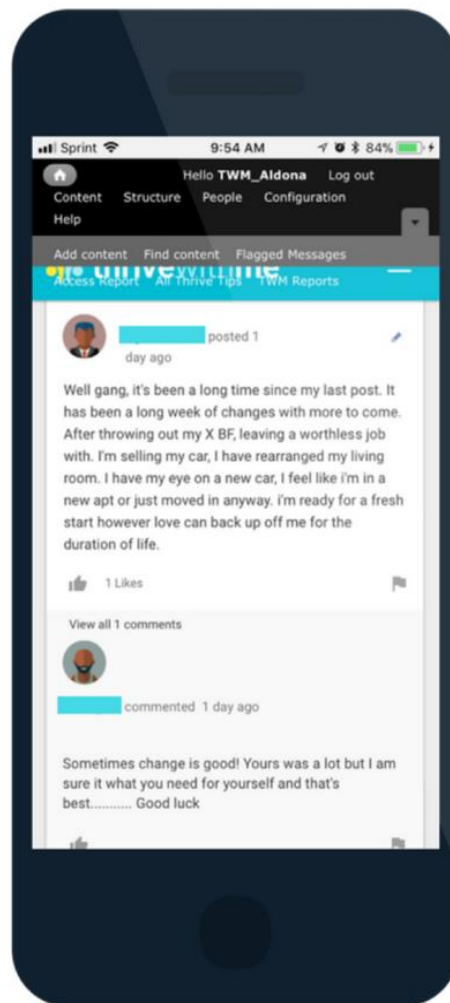 Sprint 9:54 AM 84%
Hello TWM_Aldona Log out
Content Structure People Configuration
Help
Add content Find content Flagged Messages
thrivewithme
Access Report All Thrive Tips TWM Reports
posted 1
day ago
Well gang, it's been a long time since my last post. It
has been a long week of changes with more to come.
After throwing out my X BF, leaving a worthless job
with. I'm selling my car, I have rearranged my living
room. I have my eye on a new car, I feel like i'm in a
new apt or just moved in anyway. i'm ready for a fresh
start however love can back up off me for the
duration of life.
1 Likes
View all 1 comments
commented 1 day ago
Sometimes change is good! Yours was a lot but I am
sure it what you need for yourself and that's
best........... Good luck